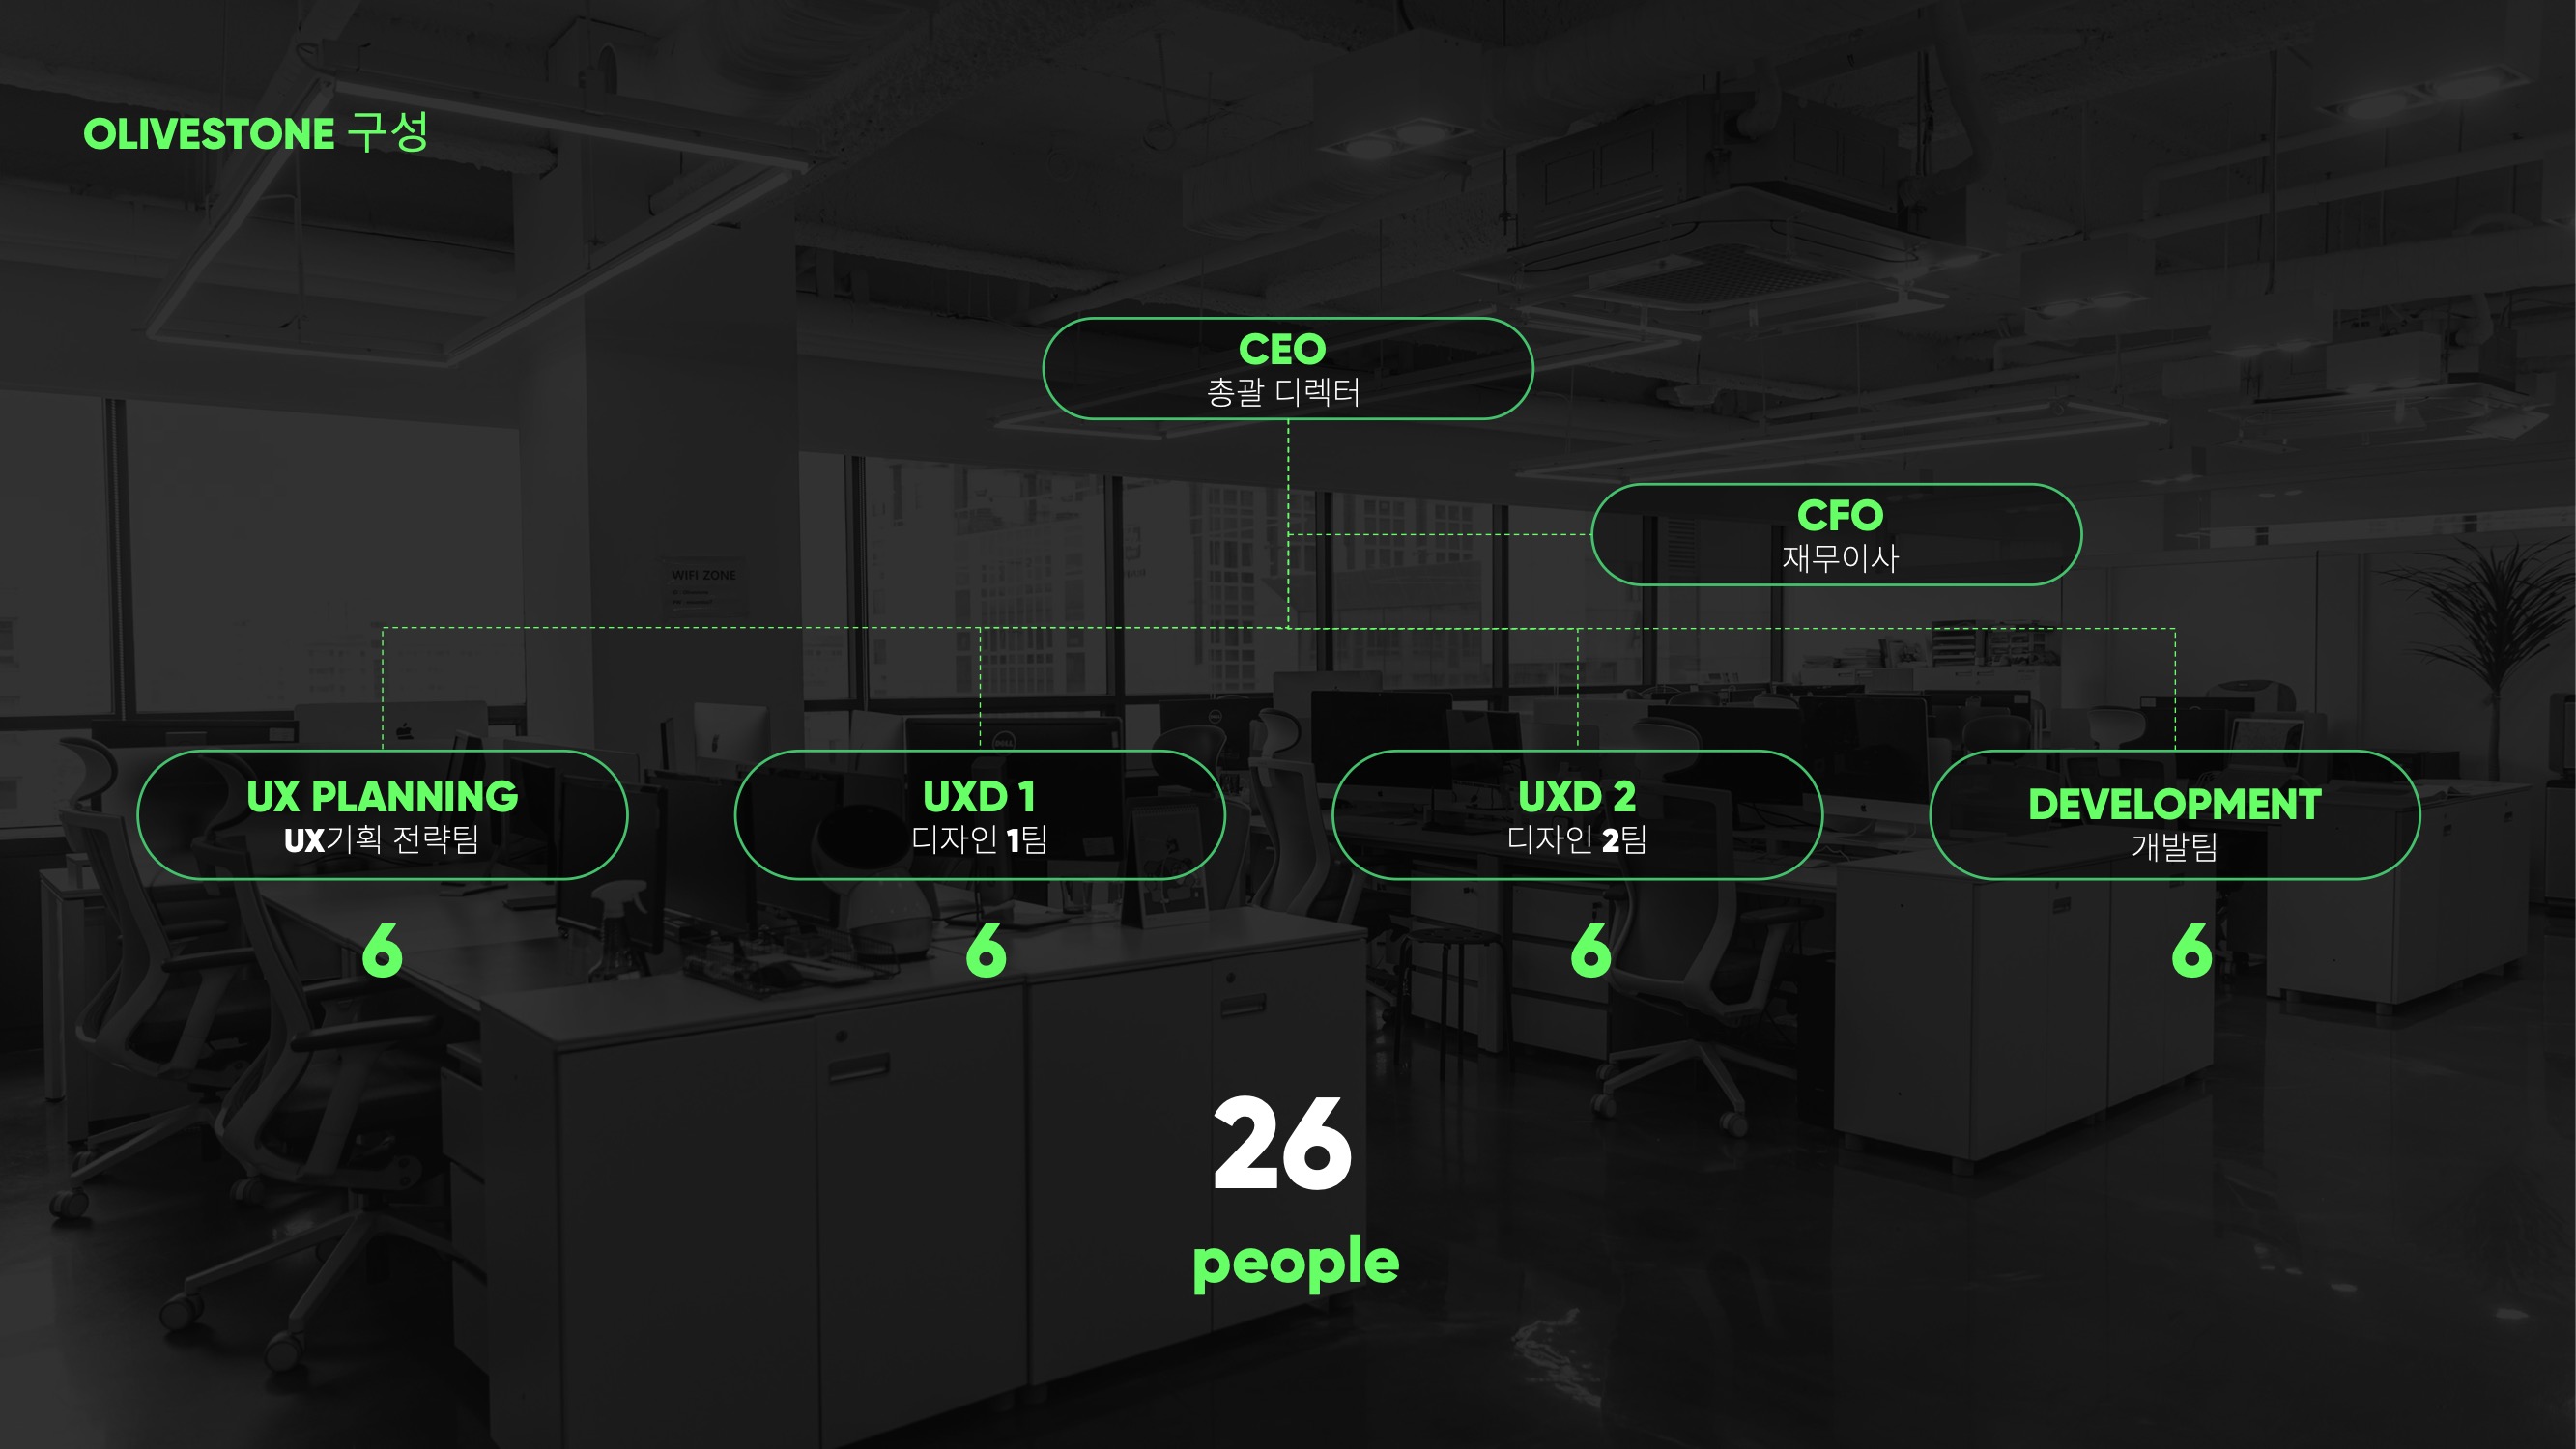 OLIVESTONE 구성
CEO
총괄 디렉터
CFO
재무이사
WIFI ZONE
UX PLANNING
UX기획 전략팀
UXD 1
디자인 1팀
UXD 2
디자인 2팀
DEVELOPMENT
개발팀
6
6
6
6
26
people